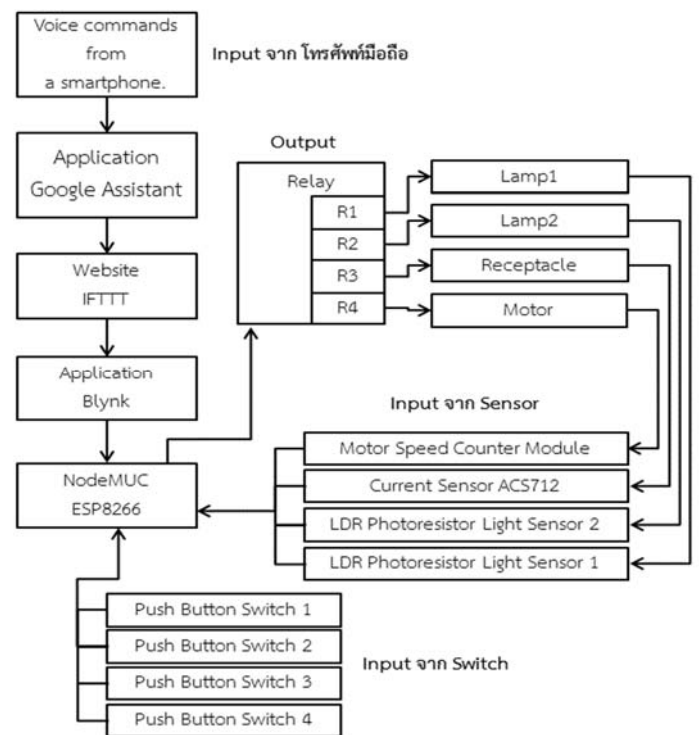 Voice commands
from
a smartphone.
Input จาก โทรศัพท์มือถือ
Application
Google Assistant
Website
IFTTT
Application
Blynk
NodeMUC
ESP8266
Output
Relay
R1
R2
R3
R4
Lamp1
Lamp2
Receptacle
Motor
Input จาก Sensor
Motor Speed Counter Module
Current Sensor ACS712
LDR Photoresistor Light Sensor 2
LDR Photoresistor Light Sensor 1
Push Button Switch 1
Push Button Switch 2
Push Button Switch 3
Push Button Switch 4
Input จาก Switch